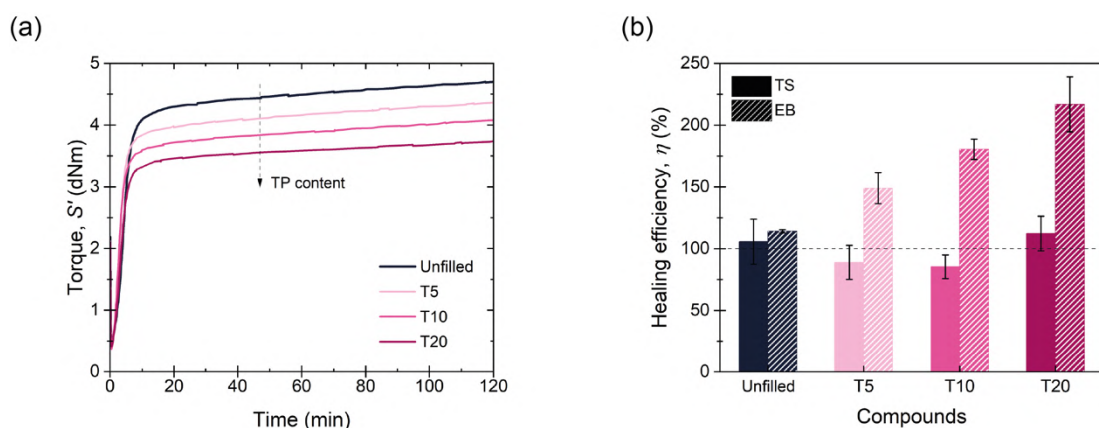 (a)
5
4
3
2
1
0
Torque, S′ (dNm)
TP content
Unfilled
T5
T10
T20
0 20 40 60 80 100 120
Time (min)
(b)
250
200
150
100
50
0
Healing efficiency, η (%)
TS
EB
Unfilled T5 T10 T20
Compounds